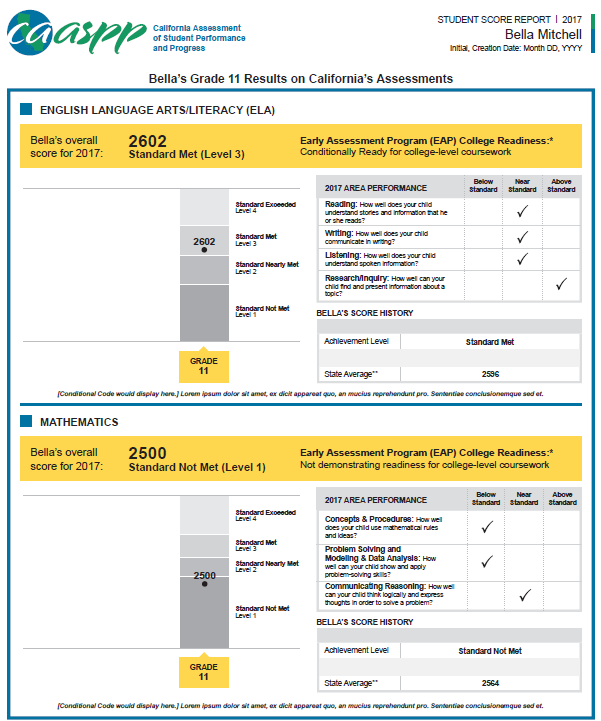 caaspp
California Assessment
of Student Performance
and Progress
STUDENT SCORE REPORT | 2017
Bella Mitchell
Initial, Creation Date: Month DD, YYYY
Bella's Grade 11 Results on California's Assessments
ENGLISH LANGUAGE ARTS/LITERACY (ELA)
Bella's overall
score for 2017:
2602
Standard Met (Level 3)
Early Assessment Program (EAP) College Readiness:*
Conditionally Ready for college-level coursework
Standard Exceeded
Level 4
Standard Met
Level 3
2602
Standard Nearly Met
Level 2
Standard Not Met
Level 1
GRADE
11
2017 AREA PERFORMANCE
Below
Standard
Near
Standard
Above
Standard
Reading: How well does your child
understand stories and information that he
or she reads?
Writing: How well does your child
communicate in writing?
Listening: How well does your child
understand spoken information?
Research/Inquiry: How well can your
child find and present information about a
topic?
BELLA'S SCORE HISTORY
Achievement Level
Standard Met
State Average**
2596
[Conditional Code would display here.] Lorem ipsum dolor sit amet, ex dicit appareat quo, an mucius reprehendunt pro. Sententiae conclusionemque sed et.
MATHEMATICS
Bella's overall
score for 2017:
2500
Standard Not Met (Level 1)
Early Assessment Program (EAP) College Readiness:*
Not demonstrating readiness for college-level coursework
Standard Exceeded
Level 4
Standard Met
Level 3
Standard Nearly Met
Level 2
2500
Standard Not Met
Level 1
GRADE
11
2017 AREA PERFORMANCE
Below
Standard
Near
Standard
Above
Standard
Concepts & Procedures: How well
does your child use mathematical rules
and ideas?
Problem Solving and
Modeling & Data Analysis: How
well can your child show and apply
problem-solving skills?
Communicating Reasoning: How well
can your child think logically and express
thoughts in order to solve a problem?
BELLA'S SCORE HISTORY
Achievement Level
Standard Not Met
State Average**
2564
[Conditional Code would display here.] Lorem ipsum dolor sit amet, ex dicit appareat quo, an mucius reprehendunt pro. Sententiae conclusionemque sed et.